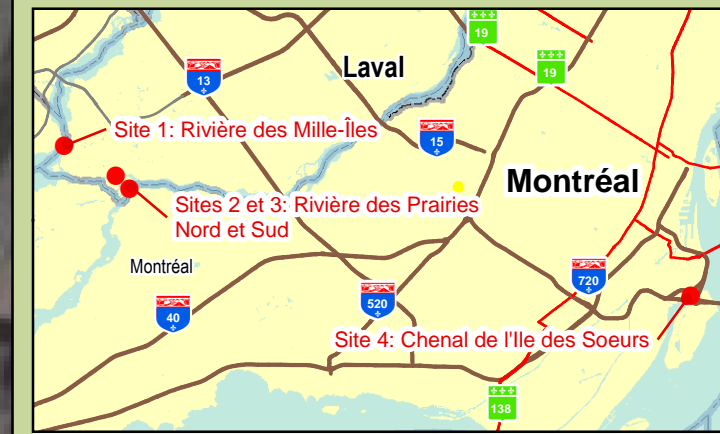 19
19
13
Laval
Site 1: Rivière des Mille-Îles
15
Montréal
Sites 2 et 3: Rivière des Prairies
Nord et Sud
Montréal
720
520
40
Site 4: Chenal de l'Ile des Soeurs
138